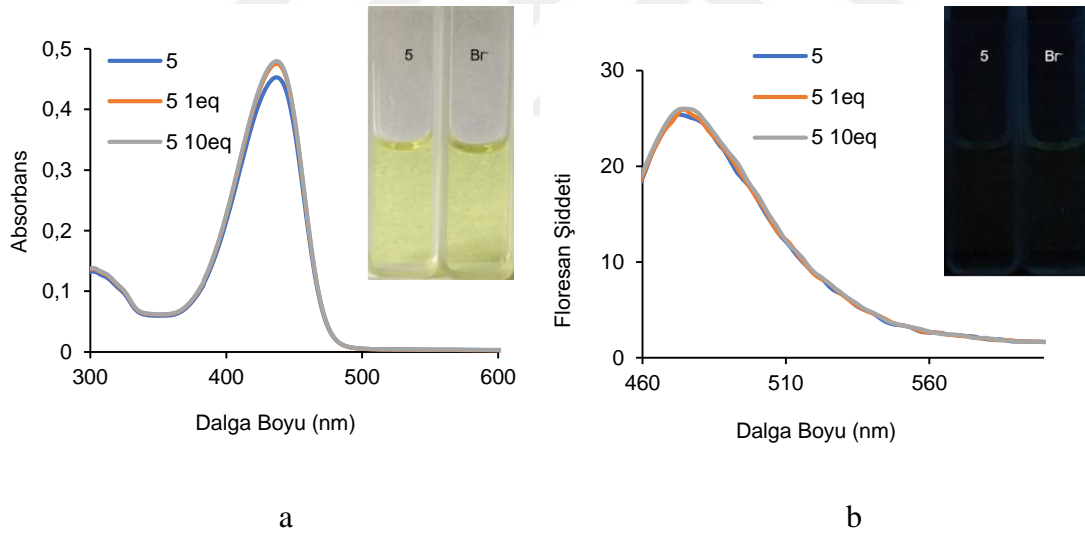 5
5 1eq
5 10eq
0,5
0,4
0,3
0,2
0,1
0
300
400
500
600
Absorbans
Dalga Boyu (nm)
5
Br-
a
5
5 1eq
5 10eq
30
20
10
0
460
510
560
Floresan Şiddeti
Dalga Boyu (nm)
5
Br-
b